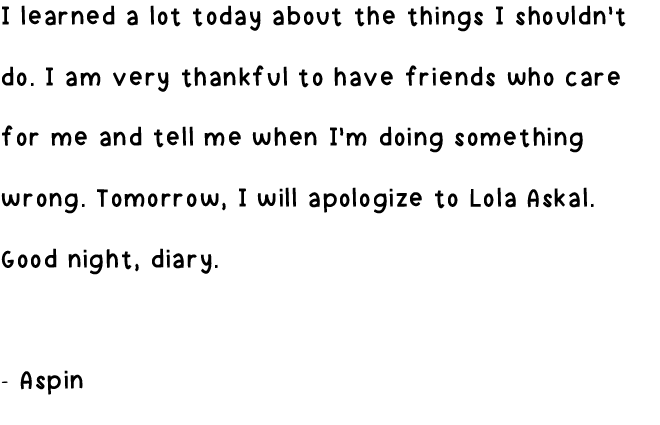 I learned a lot today about the things I shouldn't
do. I am very thankful to have friends who care
for me and tell me when I'm doing something
wrong. Tomorrow, I will apologize to Lola Askal.
Good night, diary.
- Aspin